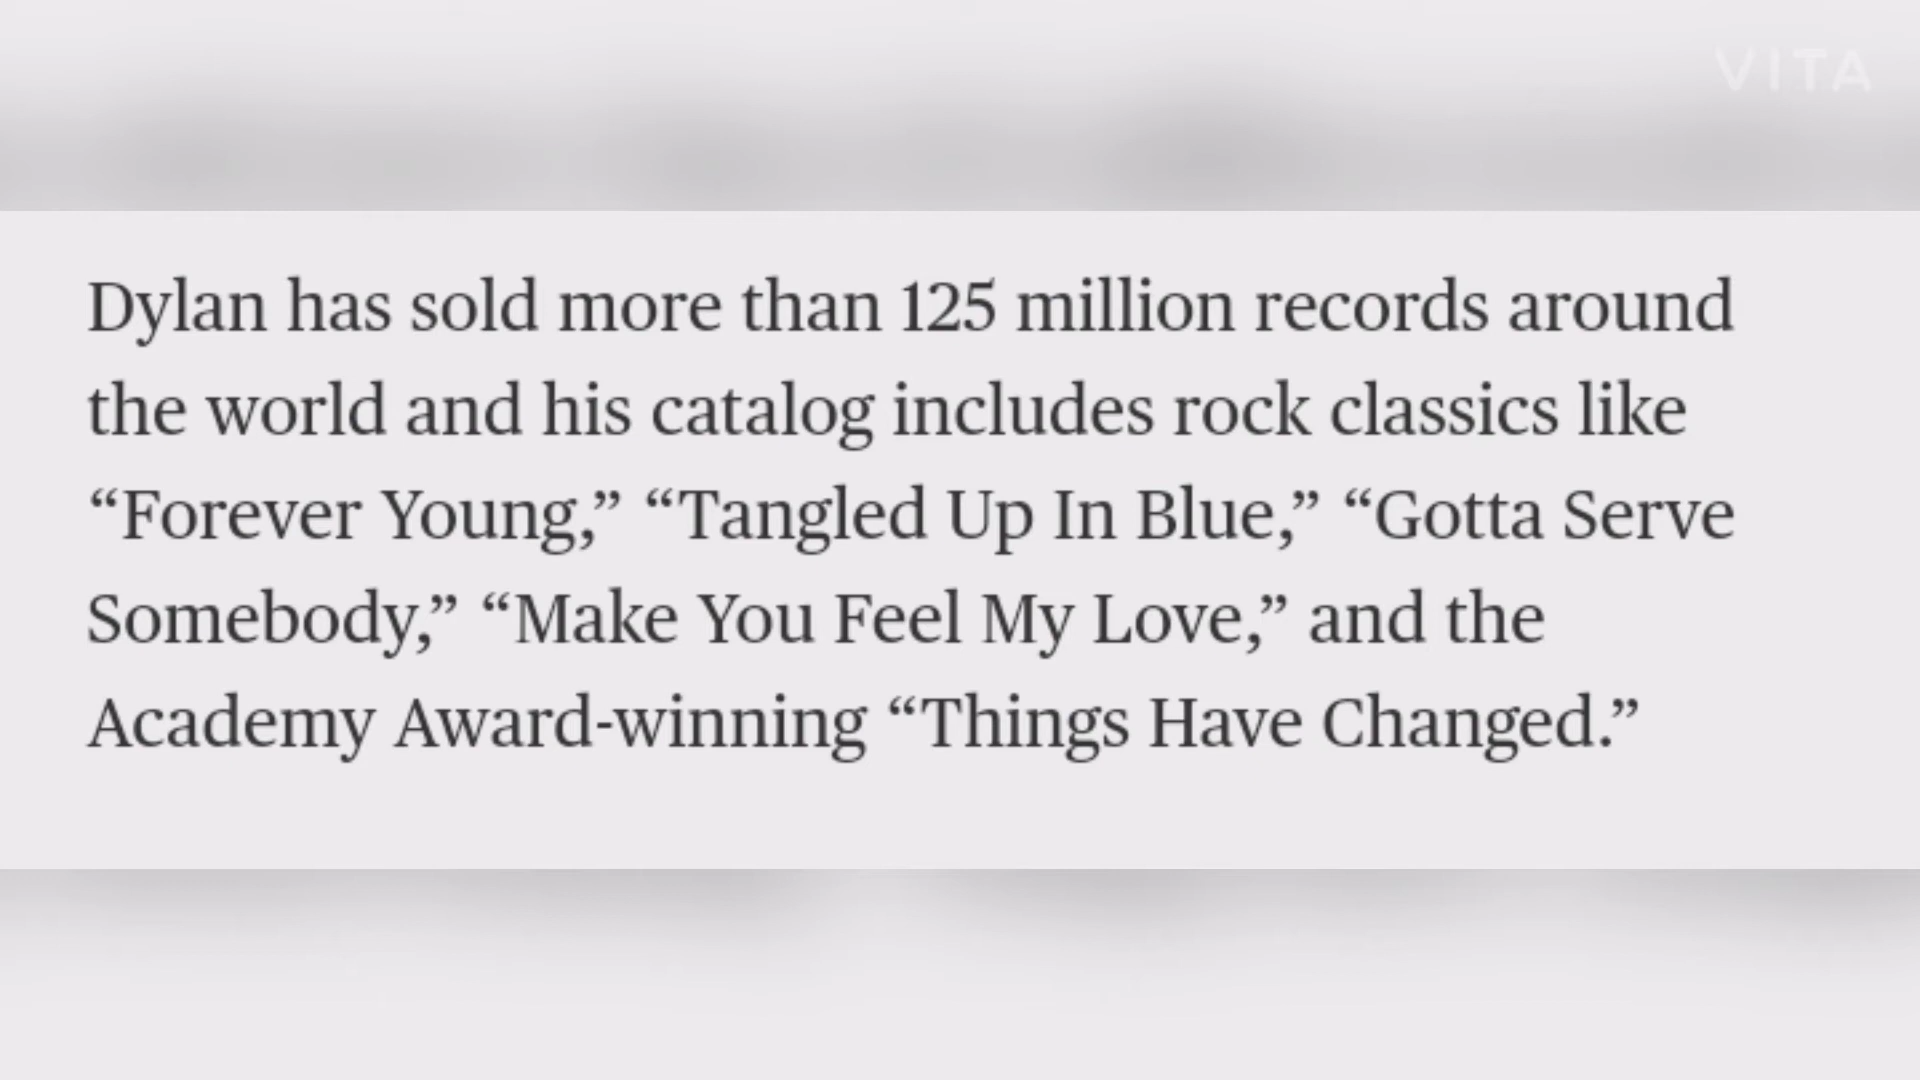 VITA
Dylan has sold more than 125 million records around
the world and his catalog includes rock classics like
“Forever Young,” “Tangled Up In Blue,” “Gotta Serve
Somebody,” “Make You Feel My Love,” and the
Academy Award-winning “Things Have Changed.”